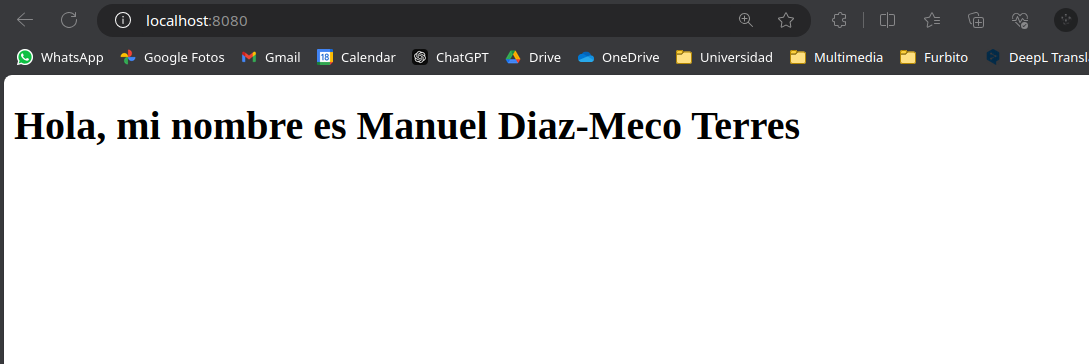 localhost:8080
WhatsApp Google Fotos Gmail 18 Calendar ChatGPT Drive OneDrive Universidad Multimedia Furbito DeepL Transl
Hola, mi nombre es Manuel Diaz-Meco Terres